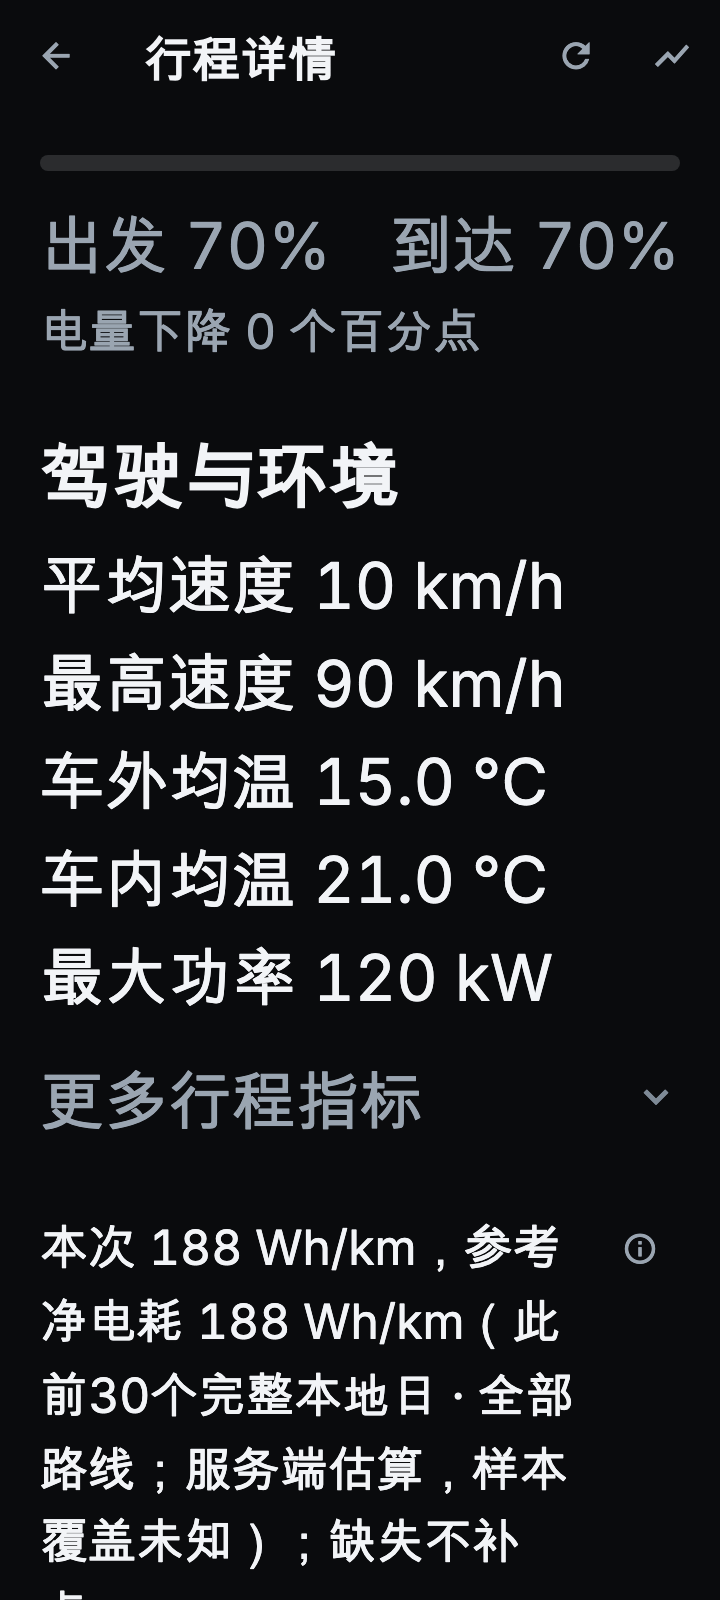 行程详情
出发 70% 到达 70%
电量下降 0 个百分点
驾驶与环境
平均速度 10 km/h
最高速度 90 km/h
车外均温 15.0 °C
车内均温 21.0 °C
最大功率 120 kW
更多行程指标
本次 188 Wh/km，参考
净电耗 188 Wh/km（此
前30个完整本地日 · 全部
路线；服务端估算，样本
覆盖未知）；缺失不补